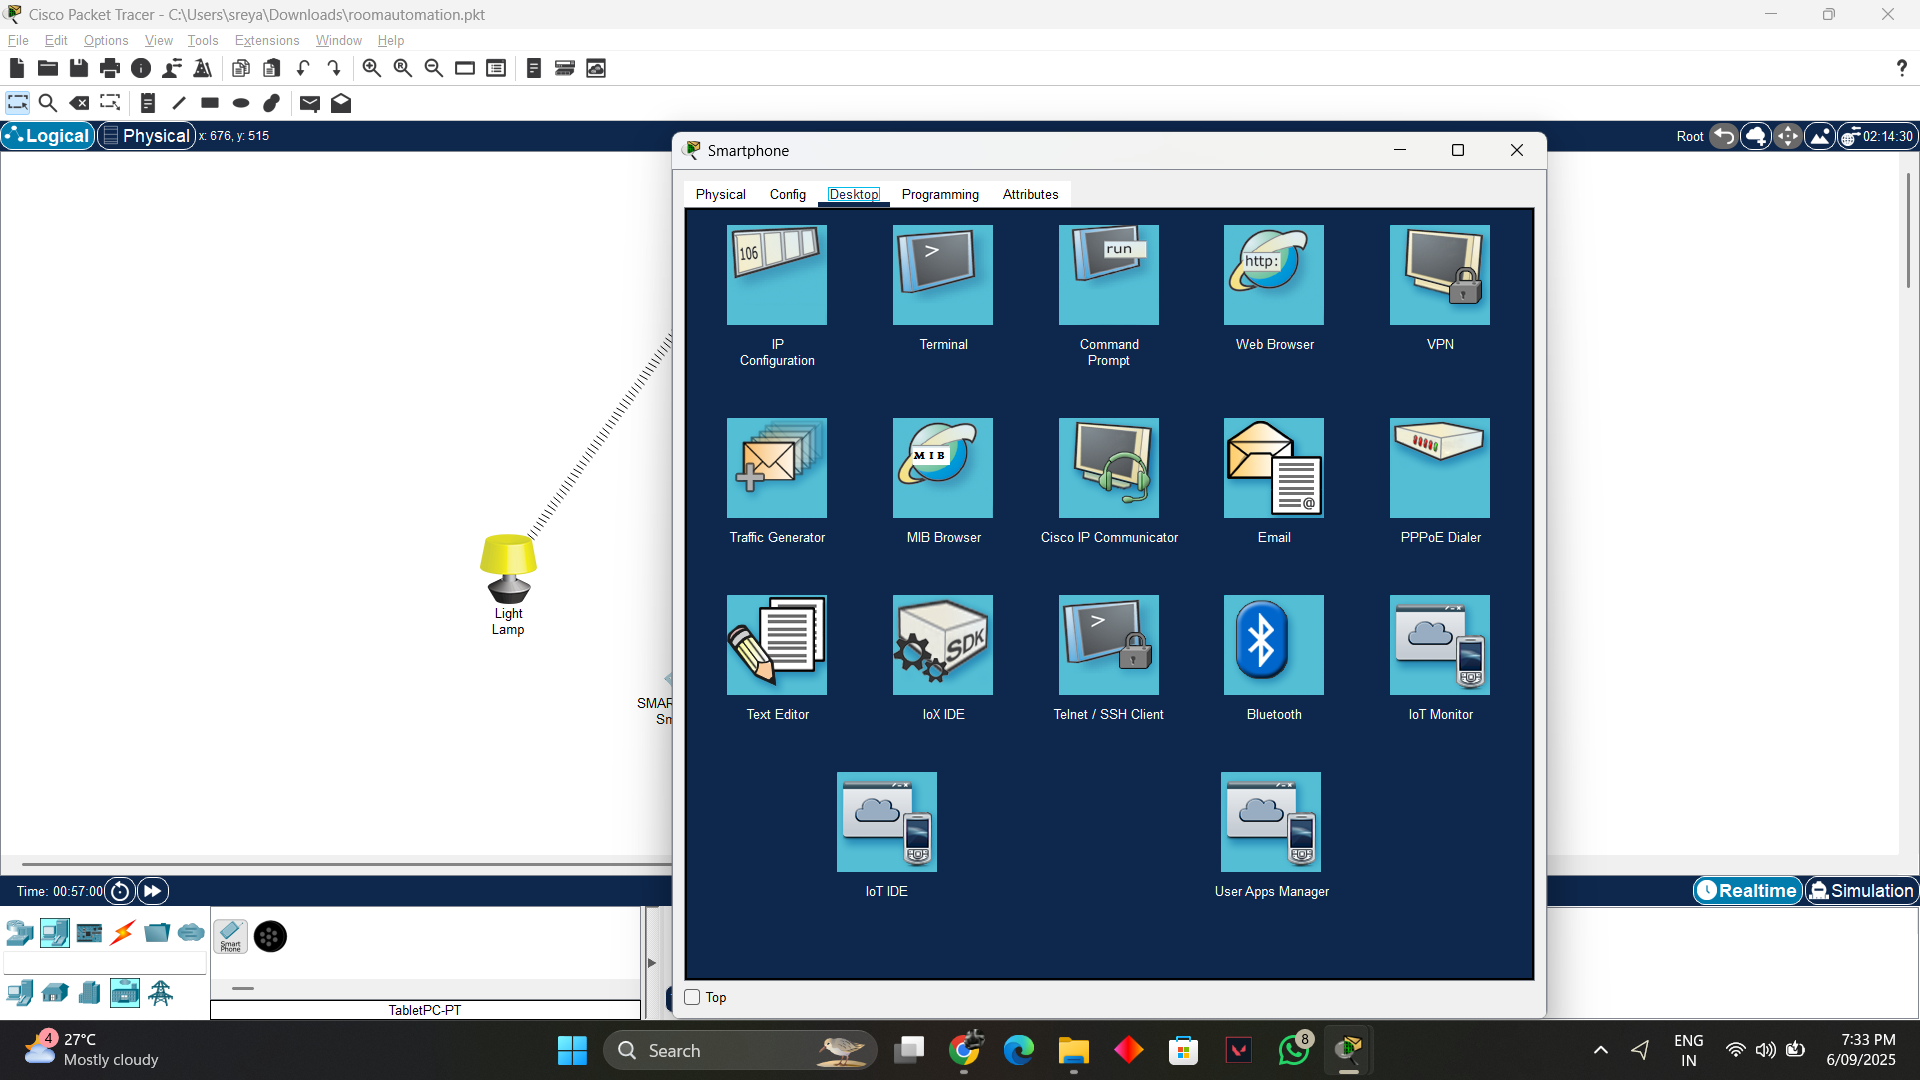 Cisco Packet Tracer - C:\Users\sreya\Downloads\roomautomation.pkt
File Edit Options View Tools Extensions Window Help
?
Logical Physical x: 676, y: 515
Root 02:14:30
Smartphone
Physical Config Desktop Programming Attributes
106
>
run
http:
IP
Configuration
Terminal
Command
Prompt
Web Browser
VPN
MIB
@
Traffic Generator
MIB Browser
Cisco IP Communicator
Email
PPPoE Dialer
SDK
>
Text Editor
IoX IDE
Telnet / SSH Client
Bluetooth
IoT Monitor
IoT IDE
User Apps Manager
Top
Light
Lamp
SMAR
Sn
Time: 00:57:00
Realtime Simulation
Smart
Phone
TabletPC-PT
4
27°C
Mostly cloudy
Search
8
ENG
IN
7:33 PM
6/09/2025